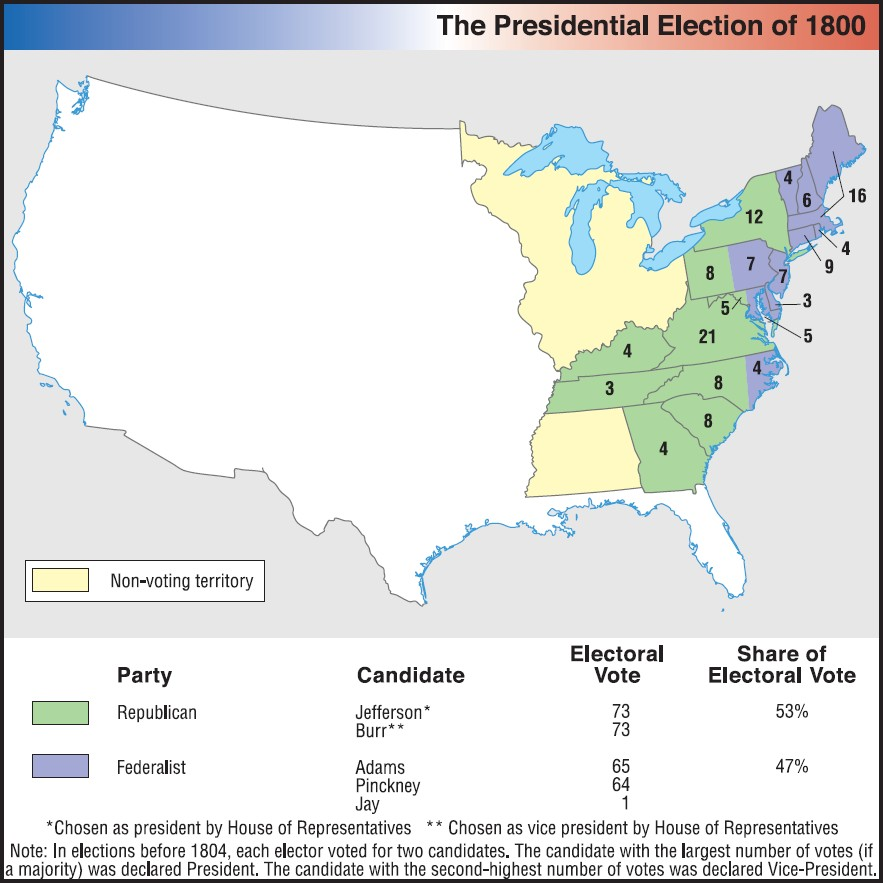 The Presidential Election of 1800
4
6
16
12
4
9
8
7
7
3
5
5
21
4
4
3
8
8
4
Non-voting territory
Party Candidate Electoral Vote Share of Electoral Vote
Republican Jefferson* 73 53%
Burr** 73
Federalist Adams 65 47%
Pinckney 64
Jay 1
*Chosen as president by House of Representatives ** Chosen as vice president by House of Representatives
Note: In elections before 1804, each elector voted for two candidates. The candidate with the largest number of votes (if
a majority) was declared President. The candidate with the second-highest number of votes was declared Vice-President.